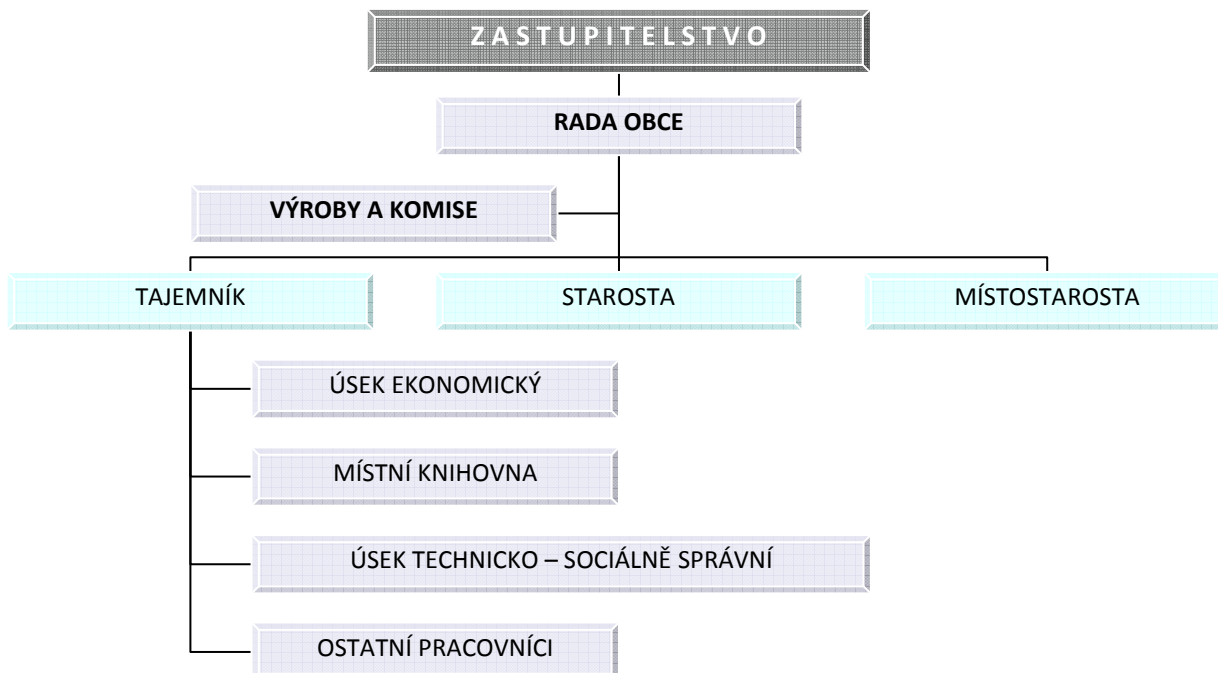 ZASTUPITELSTVO
RADA OBCE
VÝROBY A KOMISE
TAJEMNÍK
STAROSTA
MÍSTOSTAROSTA
ÚSEK EKONOMICKÝ
MÍSTNÍ KNIHOVNA
ÚSEK TECHNICKO – SOCIÁLNĚ SPRÁVNÍ
OSTATNÍ PRACOVNÍCI